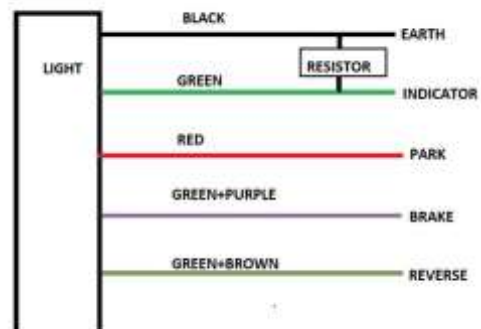 BLACK
EARTH
LIGHT
RESISTOR
GREEN
INDICATOR
RED
PARK
GREEN+PURPLE
BRAKE
GREEN+BROWN
REVERSE